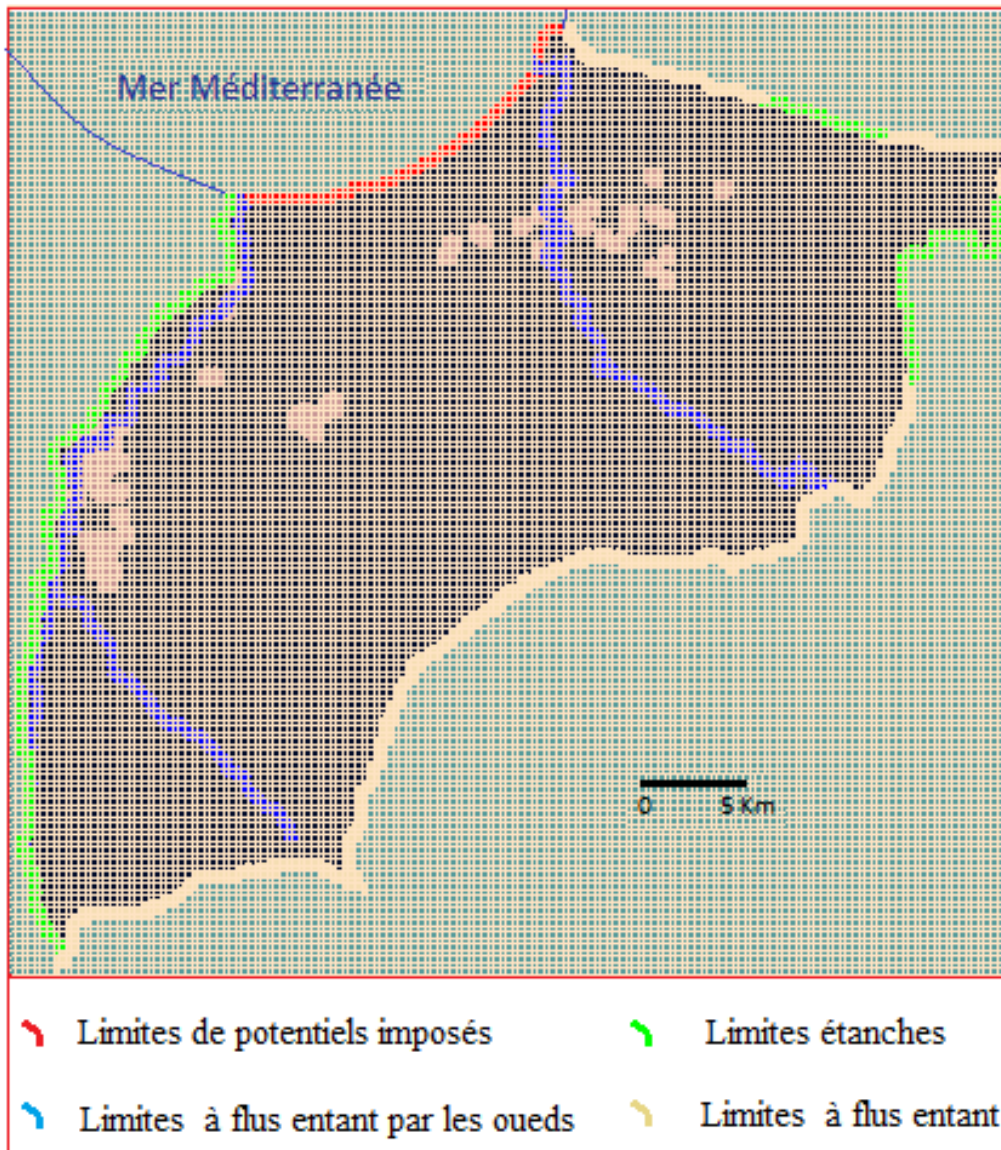 Mer Méditerranée
0 5 Km
Limites de potentiels imposés
Limites étanches
Limites à flus entant par les oueds
Limites à flus entant